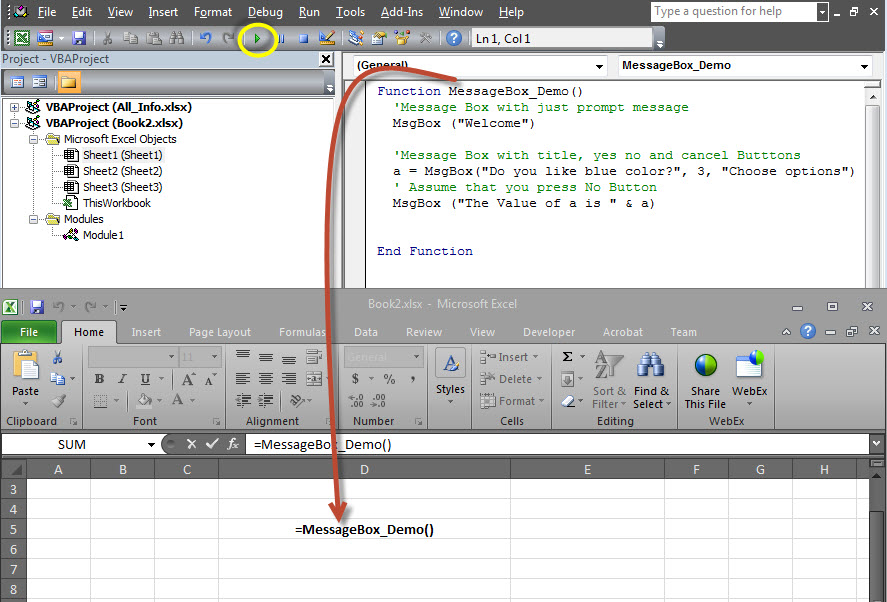 File Edit View Insert Format Debug Run Tools Add-Ins Window Help Type a question for help
Ln 1, Col 1
Project - VBAProject
(General) MessageBox_Demo
VBAProject (All_Info.xlsx)
VBAProject (Book2.xlsx)
Microsoft Excel Objects
Sheet1 (Sheet1)
Sheet2 (Sheet2)
Sheet3 (Sheet3)
ThisWorkbook
Modules
Module1
Function MessageBox_Demo()
'Message Box with just prompt message
MsgBox ("Welcome")
'Message Box with title, yes no and cancel Butttons
a = MsgBox("Do you like blue color?", 3, "Choose options")
' Assume that you press No Button
MsgBox ("The Value of a is " & a)
End Function
Book2.xlsx - Microsoft Excel
File Home Insert Page Layout Formulas Data Review View Developer Acrobat Team
Paste
Clipboard
11
B I U A A
A
Font
Alignment
General
$ % ,
.00 .00
Number
Styles
Insert
Delete
Format
Cells
Σ
Sort & Filter
Find & Select
Editing
Share This File
WebEx
WebEx
SUM fx =MessageBox_Demo()
A B C D E F G H
3
4
5 =MessageBox_Demo()
6
7
8